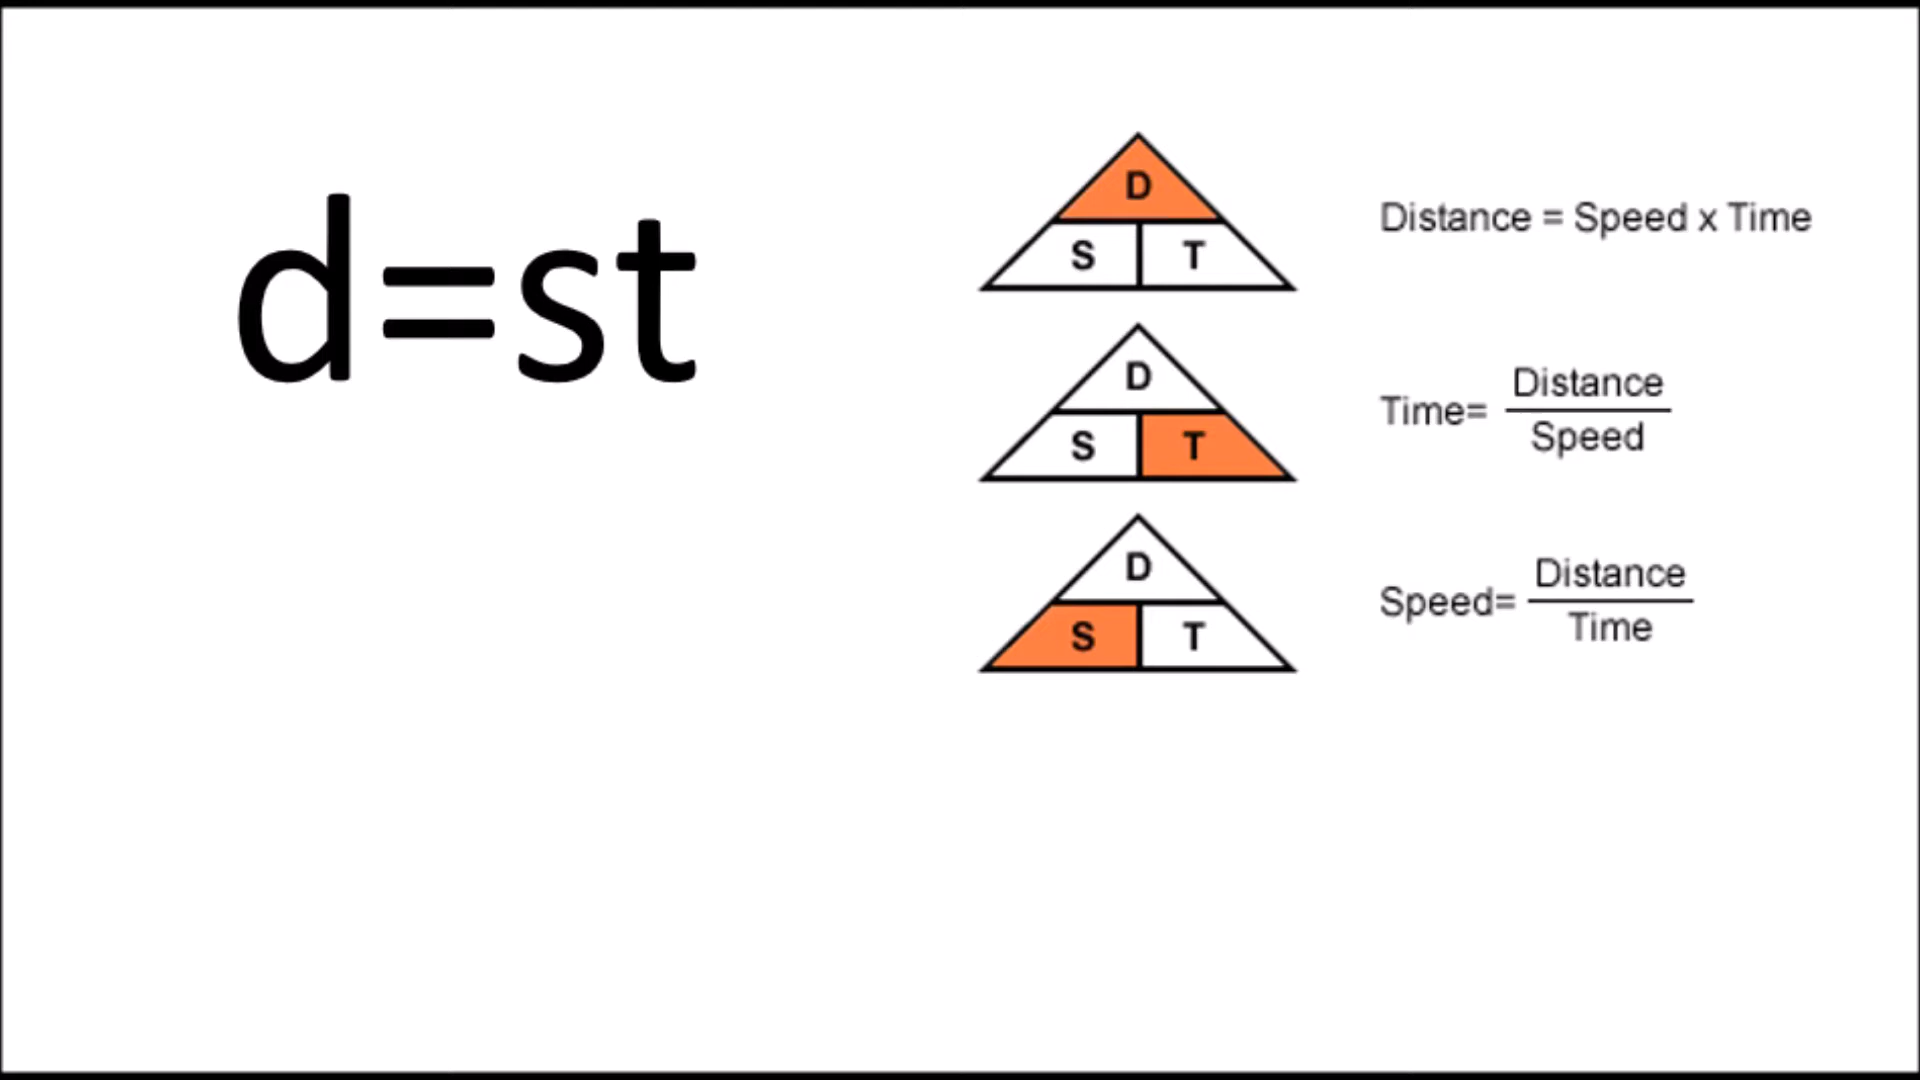 d=st
D
S T
Distance = Speed x Time
D
S T
Time= Distance
Speed
D
S T
Speed= Distance
Time